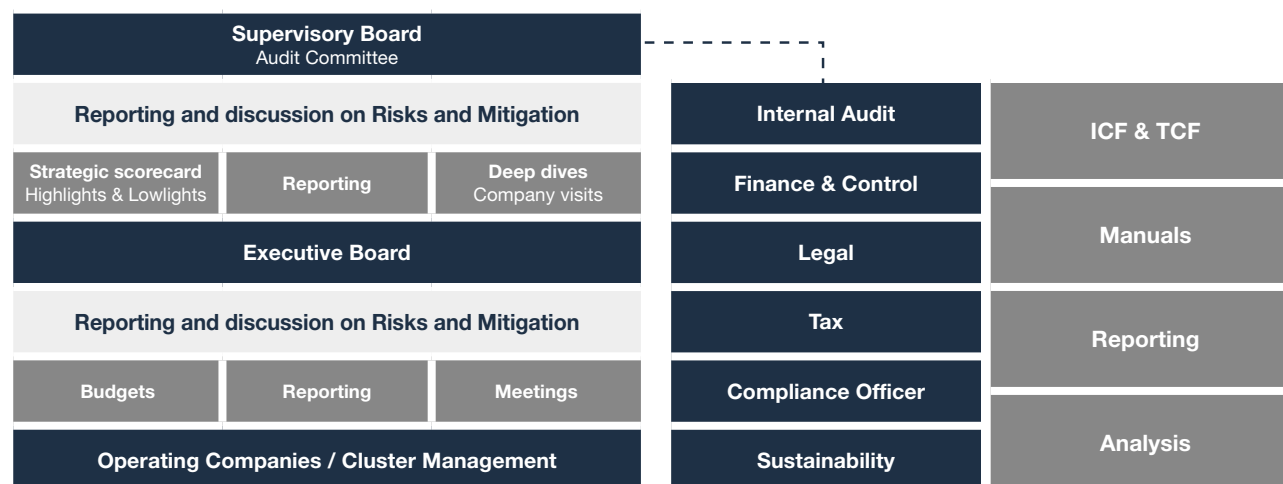 Supervisory Board
Audit Committee
Reporting and discussion on Risks and Mitigation
Strategic scorecard
Highlights & Lowlights
Reporting
Deep dives
Company visits
Executive Board
Reporting and discussion on Risks and Mitigation
Budgets
Reporting
Meetings
Operating Companies / Cluster Management
Internal Audit
Finance & Control
Legal
Tax
Compliance Officer
Sustainability
ICF & TCF
Manuals
Reporting
Analysis